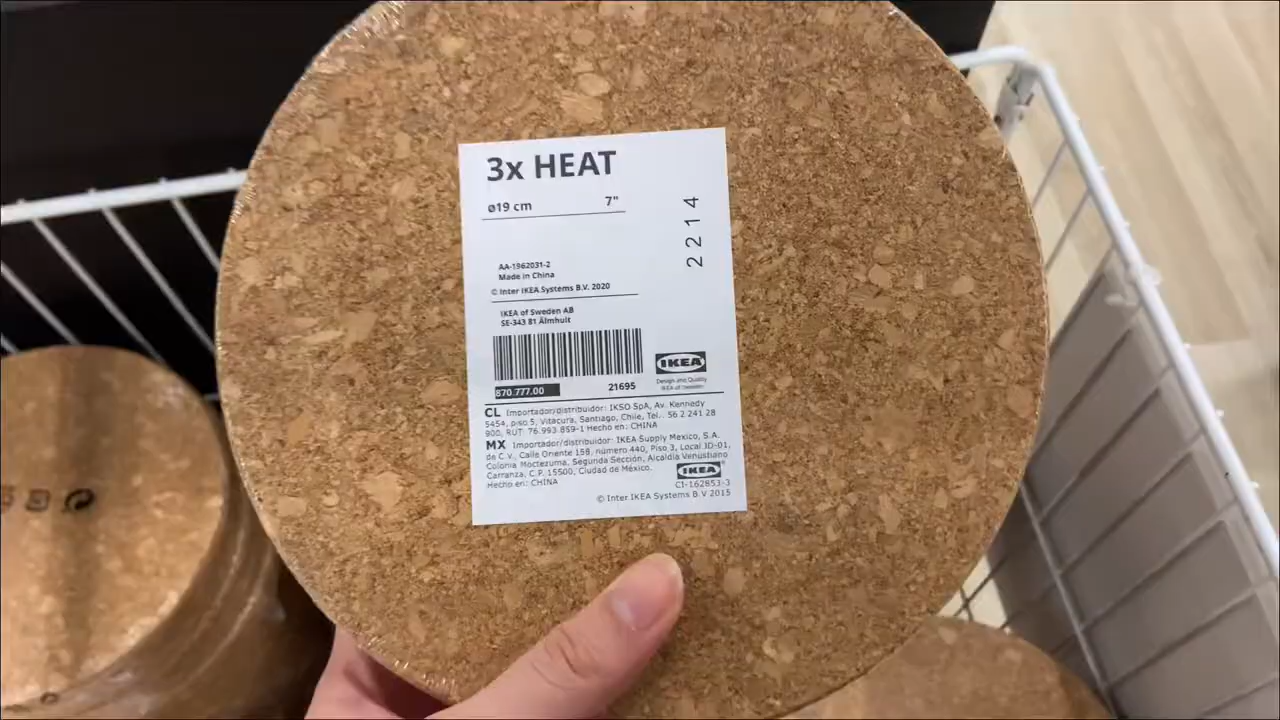 3x HEAT
ø19 cm 7"
2214
AA-1962031-2
Made in China
© Inter IKEA Systems B.V. 2020
IKEA of Sweden AB
SE-343 81 Älmhult
870.777.00 21695
IKEA
Design and Quality
IKEA of Sweden
CL Importador/distribuidor: IKSO SpA, Av. Kennedy
5454, piso 5, Vitacura, Santiago, Chile, Tel.: 56 2 241 28
900, RUT: 76.993.859-1 Hecho en: CHINA
MX Importador/distribuidor: IKEA Supply Mexico, S.A.
de C.V., Calle Oriente 158, número 440, Piso 3, Local JD-01,
Colonia Moctezuma, Segunda Sección, Alcaldía Venustiano
Carranza, C.P. 15500, Ciudad de México.
Hecho en: CHINA
IKEA®
CI-162853-3
© Inter IKEA Systems B.V 2015